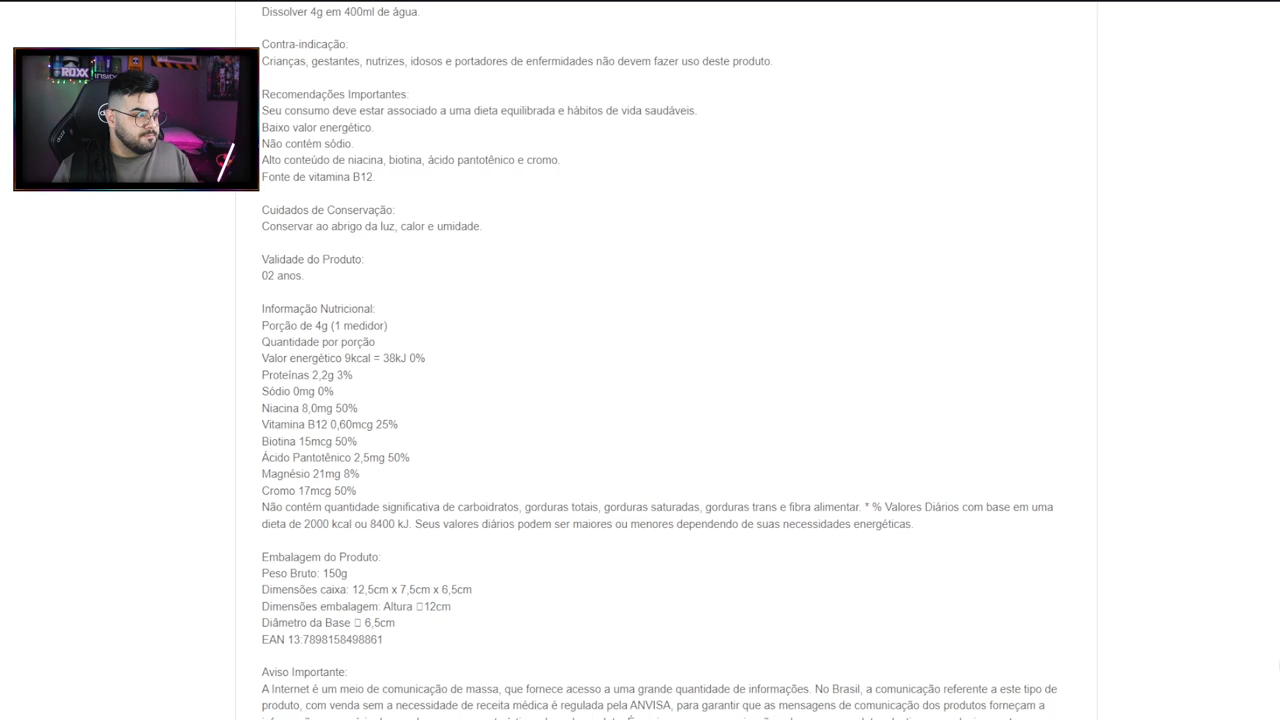 Dissolver 4g em 400ml de água.
Contra-indicação:
Crianças, gestantes, nutrizes, idosos e portadores de enfermidades não devem fazer uso deste produto.
Recomendações Importantes:
Seu consumo deve estar associado a uma dieta equilibrada e hábitos de vida saudáveis.
Baixo valor energético.
Não contém sódio.
Alto conteúdo de niacina, biotina, ácido pantotênico e cromo.
Fonte de vitamina B12.
Cuidados de Conservação:
Conservar ao abrigo da luz, calor e umidade.
Validade do Produto:
02 anos.
Informação Nutricional:
Porção de 4g (1 medidor)
Quantidade por porção
Valor energético 9kcal = 38kJ 0%
Proteínas 2,2g 3%
Sódio 0mg 0%
Niacina 8,0mg 50%
Vitamina B12 0,60mcg 25%
Biotina 15mcg 50%
Ácido Pantotênico 2,5mg 50%
Magnésio 21mg 8%
Cromo 17mcg 50%
Não contém quantidade significativa de carboidratos, gorduras totais, gorduras saturadas, gorduras trans e fibra alimentar. * % Valores Diários com base em uma
dieta de 2000 kcal ou 8400 kJ. Seus valores diários podem ser maiores ou menores dependendo de suas necessidades energéticas.
Embalagem do Produto:
Peso Bruto: 150g
Dimensões caixa: 12,5cm x 7,5cm x 6,5cm
Dimensões embalagem: Altura 12cm
Diâmetro da Base 6,5cm
EAN 13:7898158498861
Aviso Importante:
A Internet é um meio de comunicação de massa, que fornece acesso a uma grande quantidade de informações. No Brasil, a comunicação referente a este tipo de
produto, com venda sem a necessidade de receita médica é regulada pela ANVISA, para garantir que as mensagens de comunicação dos produtos forneçam a